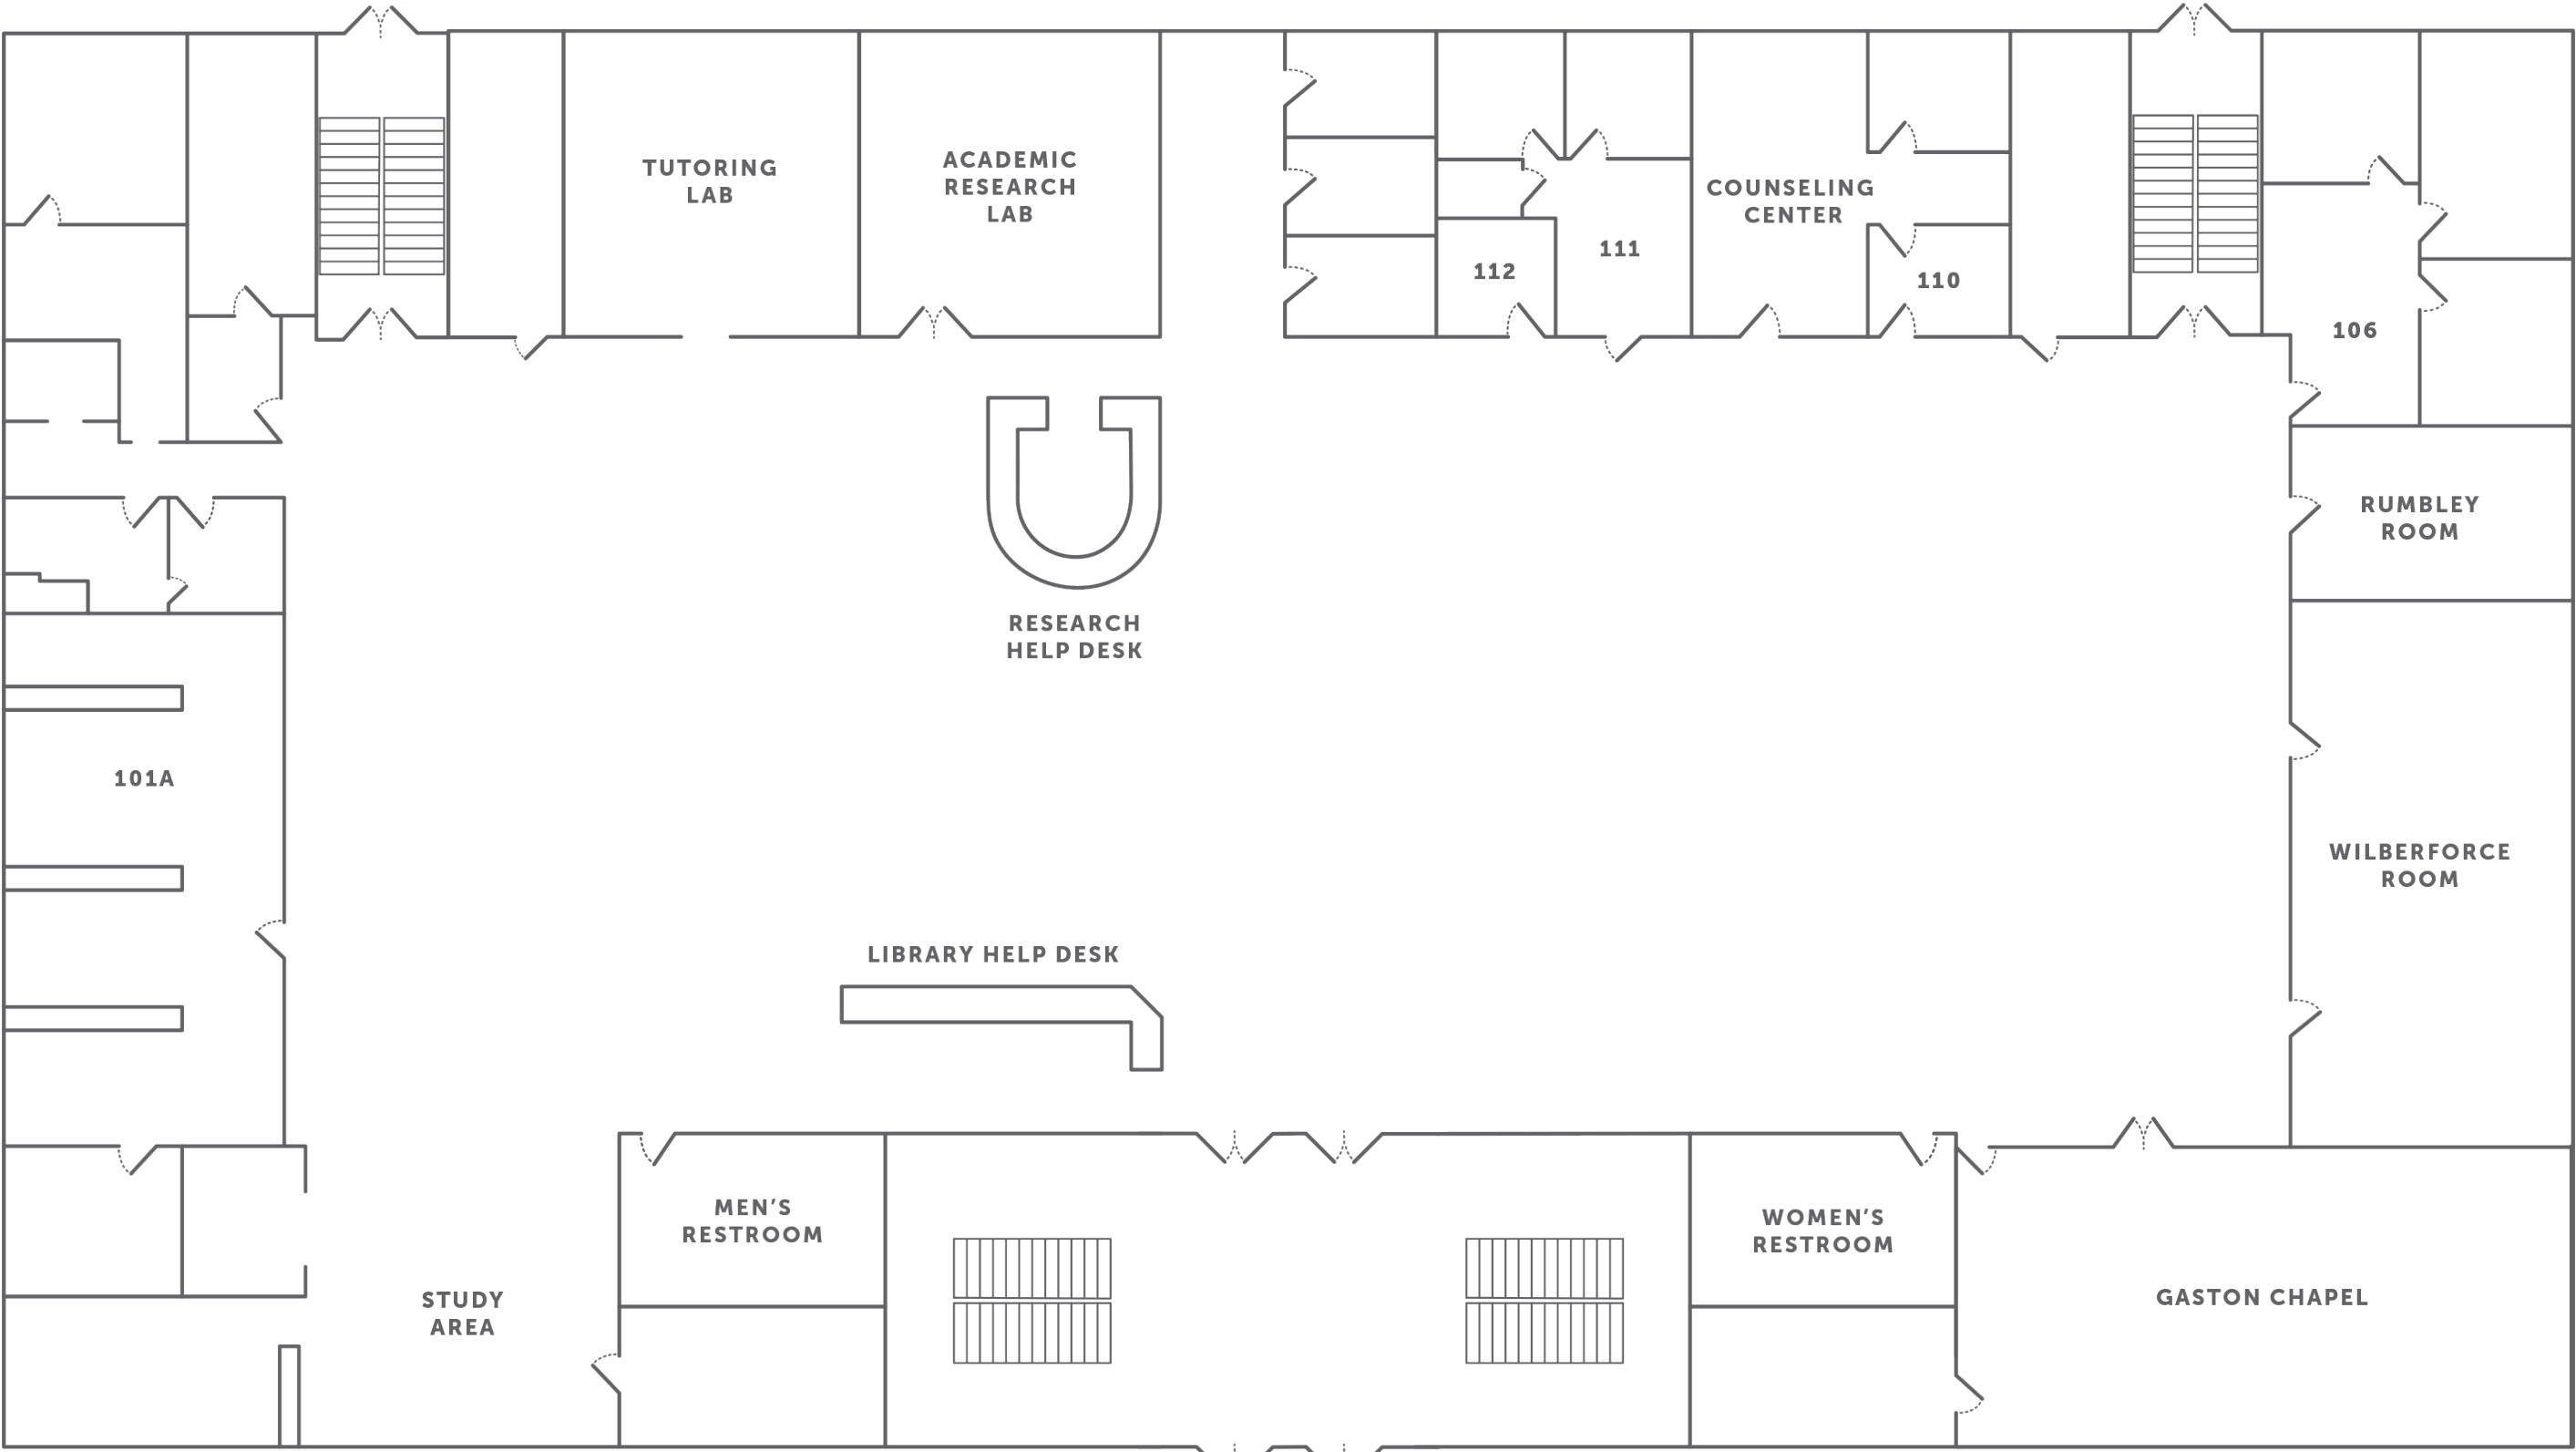 TUTORING
LAB
ACADEMIC
RESEARCH
LAB
COUNSELING
CENTER
111
112
110
106
RUMBLEY
ROOM
RESEARCH
HELP DESK
101A
WILBERFORCE
ROOM
LIBRARY HELP DESK
MEN’S
RESTROOM
WOMEN’S
RESTROOM
STUDY
AREA
GASTON CHAPEL